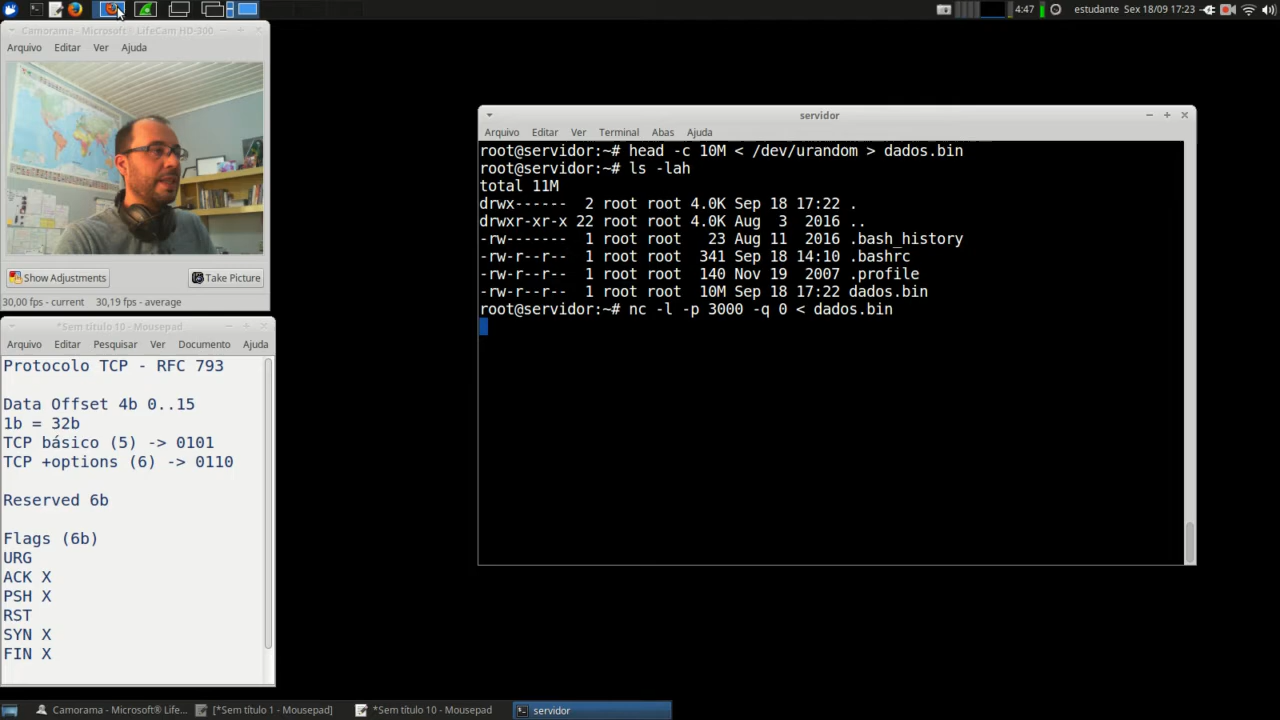 4:47
estudante Sex 18/09 17:23
Camorama - Microsoft® LifeCam HD-300
Arquivo Editar Ver Ajuda
Show Adjustments
Take Picture
30,00 fps - current 30,19 fps - average
*Sem título 10 - Mousepad
Arquivo Editar Pesquisar Ver Documento Ajuda
Protocolo TCP - RFC 793
Data Offset 4b 0..15
1b = 32b
TCP básico (5) -> 0101
TCP +options (6) -> 0110
Reserved 6b
Flags (6b)
URG
ACK X
PSH X
RST
SYN X
FIN X
servidor
Arquivo Editar Ver Terminal Abas Ajuda
root@servidor:~# head -c 10M < /dev/urandom > dados.bin
root@servidor:~# ls -lah
total 11M
drwx------  2 root root 4.0K Sep 18 17:22 .
drwxr-xr-x 22 root root 4.0K Aug  3  2016 ..
-rw-------  1 root root   23 Aug 11  2016 .bash_history
-rw-r--r--  1 root root  341 Sep 18 14:10 .bashrc
-rw-r--r--  1 root root  140 Nov 19  2007 .profile
-rw-r--r--  1 root root  10M Sep 18 17:22 dados.bin
root@servidor:~# nc -l -p 3000 -q 0 < dados.bin
Camorama - Microsoft® Life...
[*Sem título 1 - Mousepad]
*Sem título 10 - Mousepad
servidor